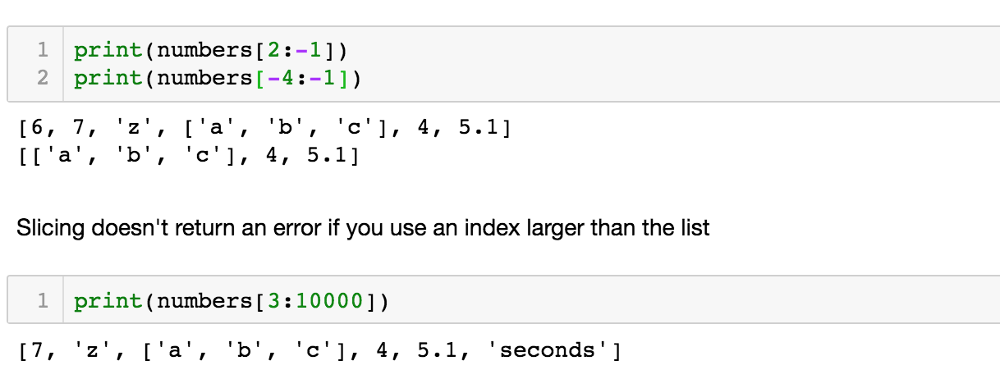 1 print(numbers[2:-1])
2 print(numbers[-4:-1])
[6, 7, 'z', ['a', 'b', 'c'], 4, 5.1]
[['a', 'b', 'c'], 4, 5.1]
Slicing doesn't return an error if you use an index larger than the list
1 print(numbers[3:10000])
[7, 'z', ['a', 'b', 'c'], 4, 5.1, 'seconds']